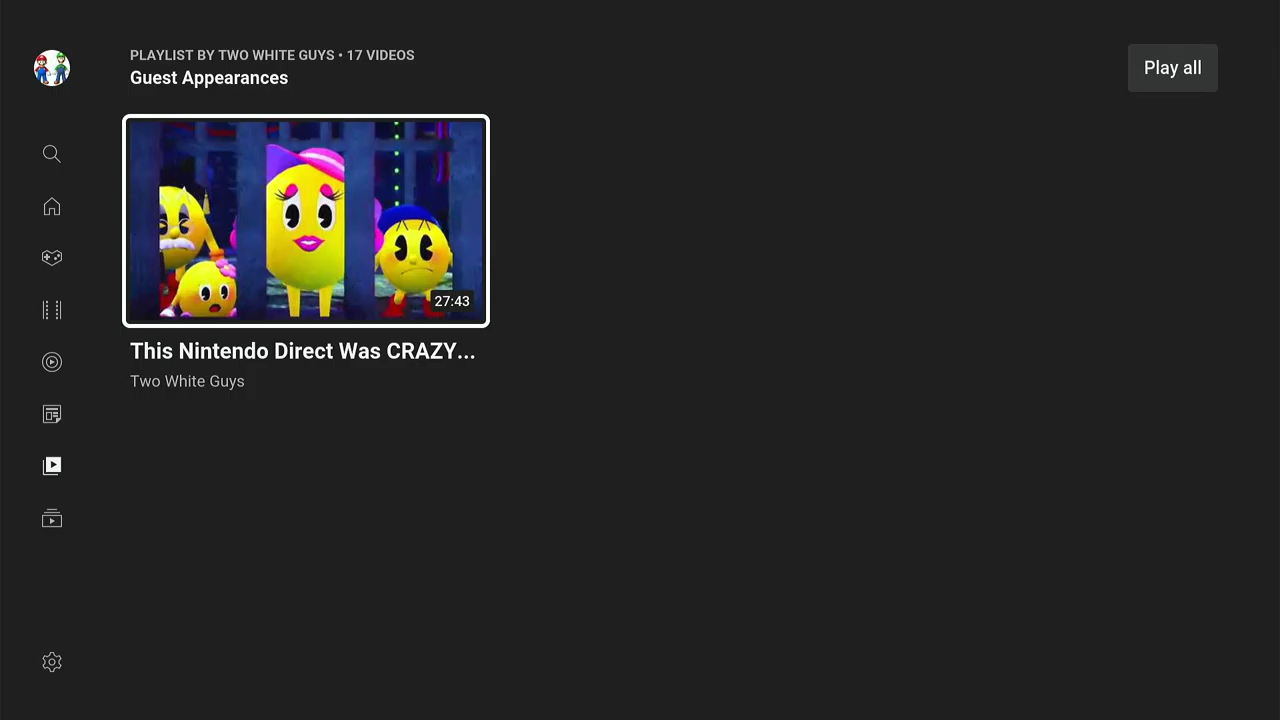 PLAYLIST BY TWO WHITE GUYS • 17 VIDEOS
Guest Appearances
Play all
27:43
This Nintendo Direct Was CRAZY...
Two White Guys